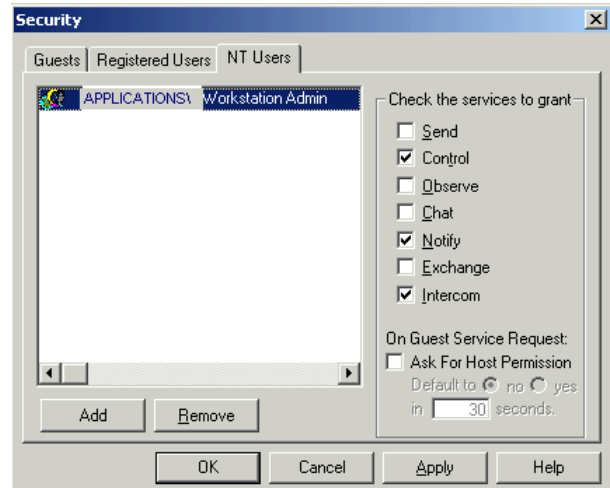 Security
Guests
Registered Users
NT Users
APPLICATIONS\ Workstation Admin
Check the services to grant
Send
Control
Observe
Chat
Notify
Exchange
Intercom
On Guest Service Request:
Ask For Host Permission
Default to no yes
in 30 seconds.
Add
Remove
OK
Cancel
Apply
Help